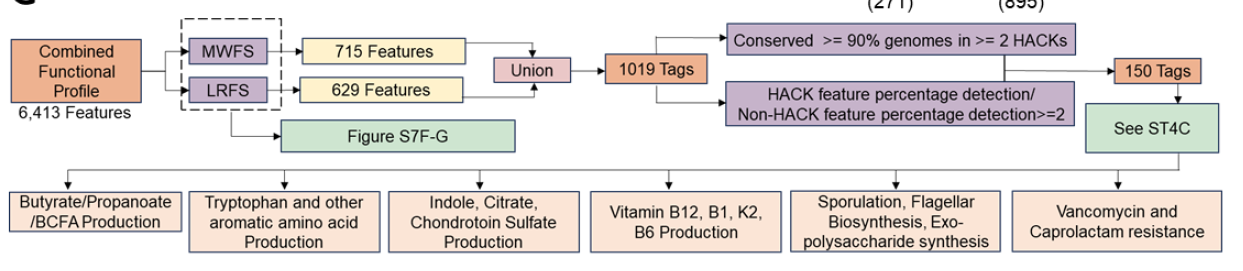 (271) (895)
Combined
Functional
Profile
6,413 Features
MWFS
LRFS
715 Features
629 Features
Figure S7F-G
Union
1019 Tags
Conserved >= 90% genomes in >= 2 HACKs
HACK feature percentage detection/
Non-HACK feature percentage detection>=2
150 Tags
See ST4C
Butyrate/Propanoate
/BCFA Production
Tryptophan and other
aromatic amino acid
Production
Indole, Citrate,
Chondrotoin Sulfate
Production
Vitamin B12, B1, K2,
B6 Production
Sporulation, Flagellar
Biosynthesis, Exo-
polysaccharide synthesis
Vancomycin and
Caprolactam resistance